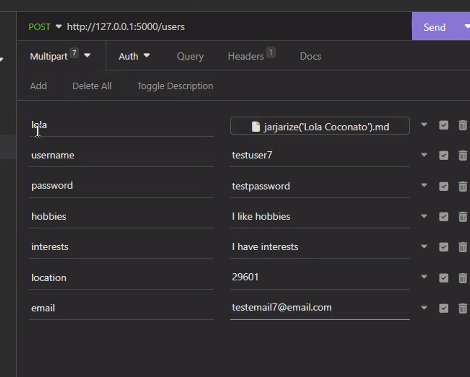 POST http://127.0.0.1:5000/users Send
Multipart 7 Auth Query Headers 1 Docs
Add Delete All Toggle Description
lola jarjarize('Lola Coconato').md
username testuser7
password testpassword
hobbies I like hobbies
interests I have interests
location 29601
email testemail7@email.com